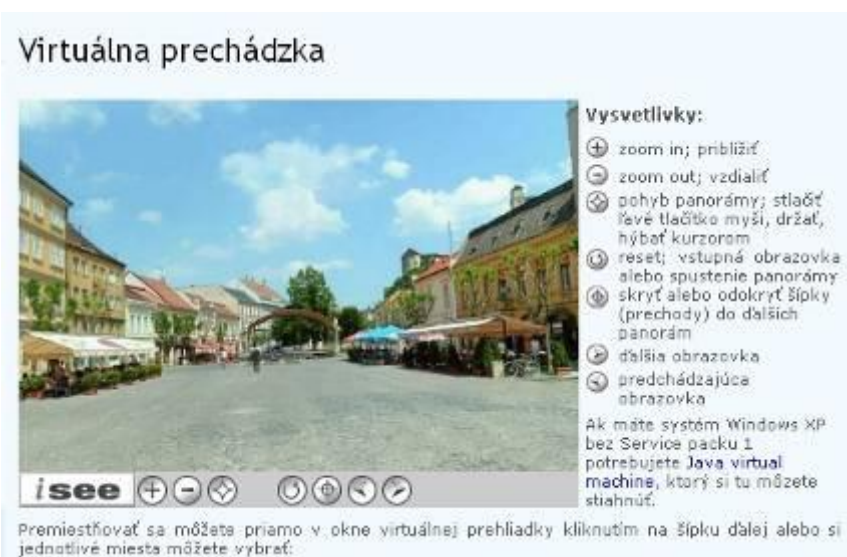 Virtuálna prechádzka
Vysvetlivky:
zoom in; priblížiť
zoom out; vzdialiť
pohyb panorámy; stlačiť
ľavé tlačítko myši, držať,
hýbať kurzorom
reset; vstupná obrazovka
alebo spustenie panorámy
skryť alebo odokryť šípky
(prechody) do ďalších
panorám
ďalšia obrazovka
predchádzajúca
obrazovka
Ak máte systém Windows XP
bez Service packu 1
potrebujete Java virtual
machine, ktorý si tu môzete
stiahnúť.
isee
Premiestňovať sa môžete priamo v okne virtuálnej prehliadky kliknutím na šípku ďalej alebo si
jednotlivé miesta môžete vybrať: